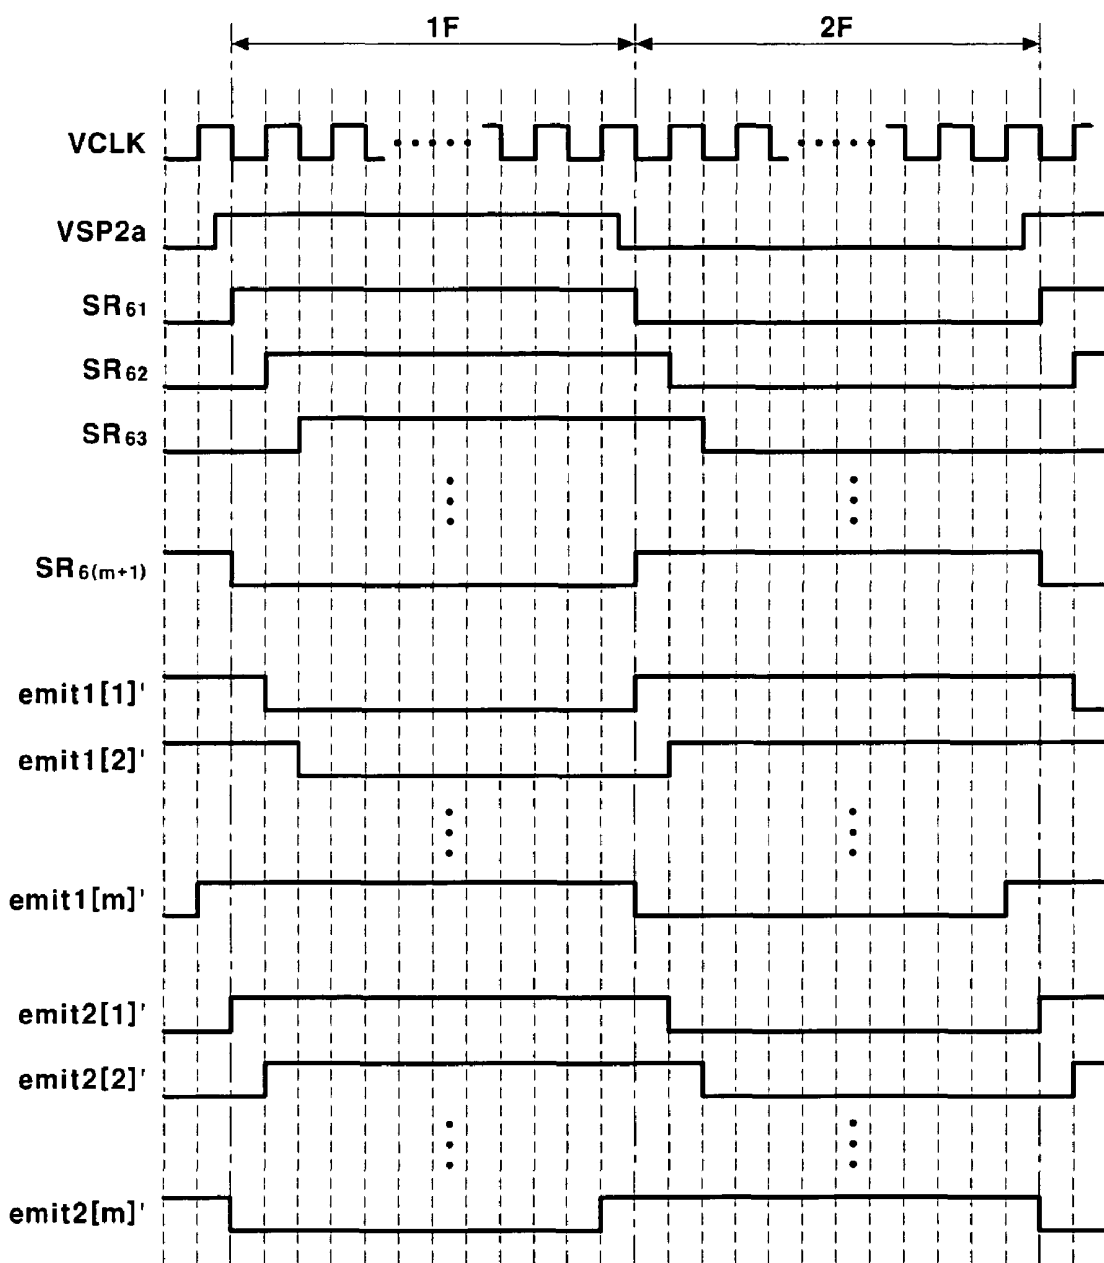 1F 2F
VCLK
VSP2a
SR61
SR62
SR63
SR6(m+1)
emit1[1]'
emit1[2]'
emit1[m]'
emit2[1]'
emit2[2]'
emit2[m]'